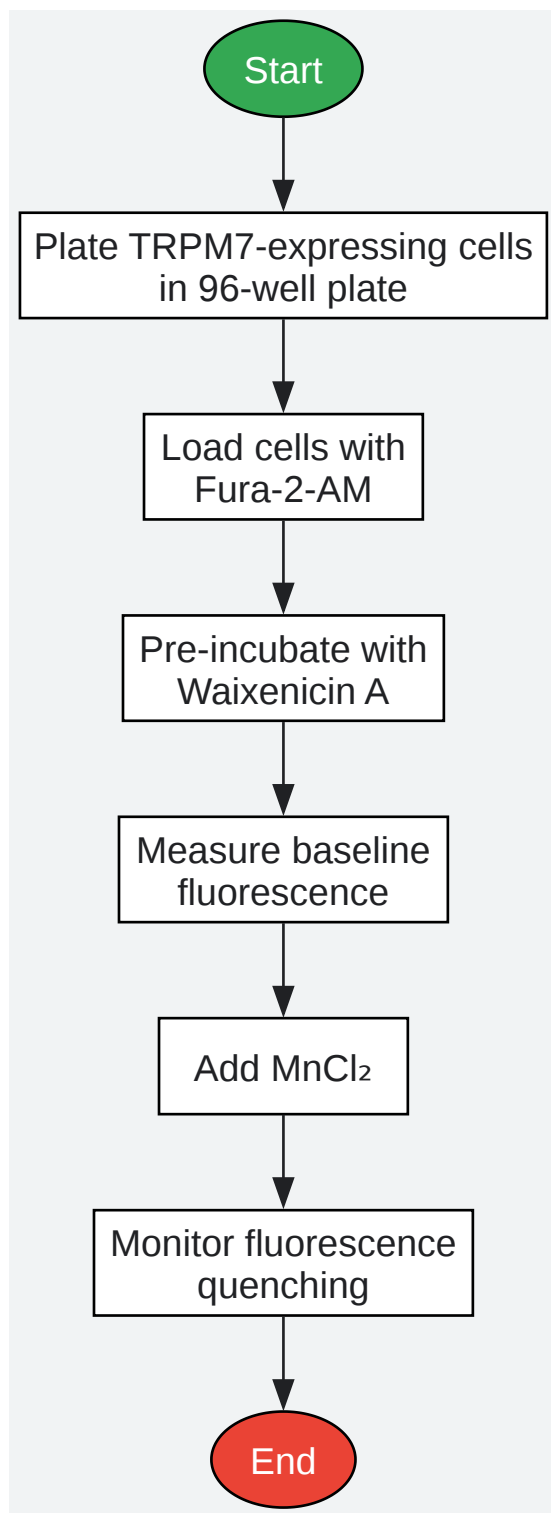 Start
Plate TRPM7-expressing cells
in 96-well plate
Load cells with
Fura-2-AM
Pre-incubate with
Waixenicin A
Measure baseline
fluorescence
Add MnCl₂
Monitor fluorescence
quenching
End